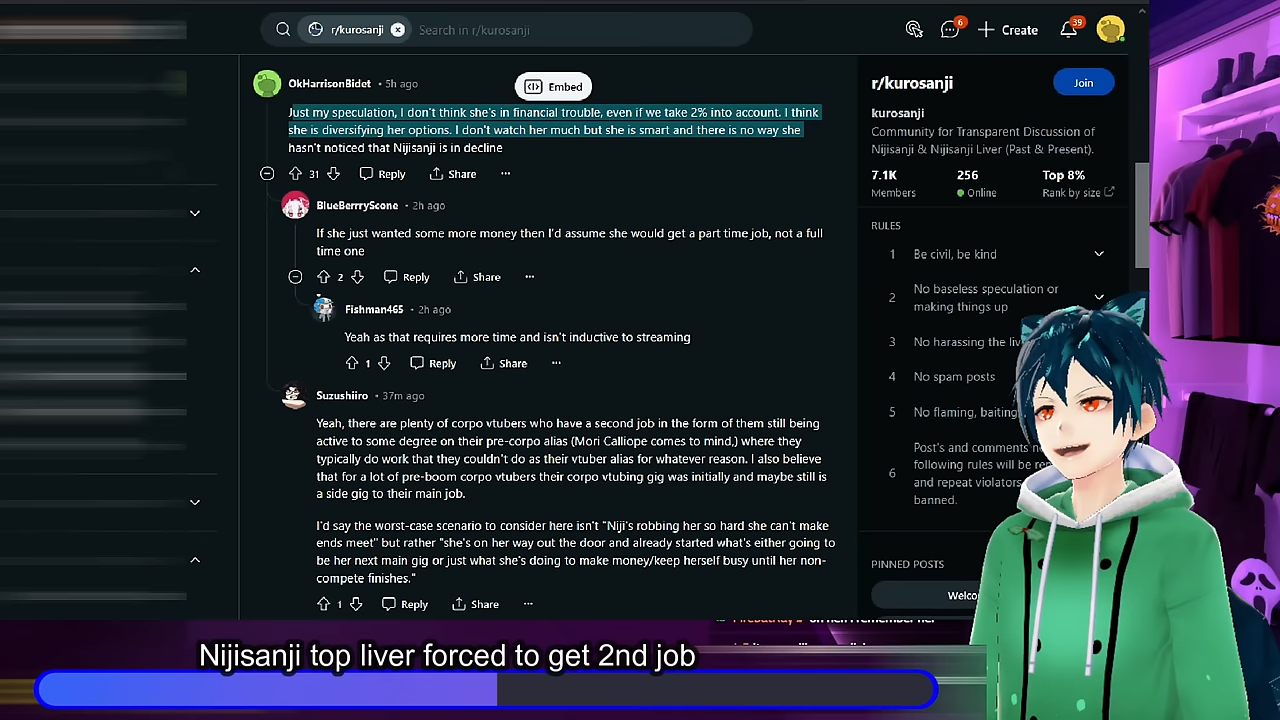 r/kurosanji
Search in r/kurosanji
6
Create
39
OkHarrisonBidet • 5h ago
Embed
Just my speculation, I don't think she's in financial trouble, even if we take 2% into account. I think
she is diversifying her options. I don't watch her much but she is smart and there is no way she
hasn't noticed that Nijisanji is in decline
31
Reply
Share
BlueBerrryScone • 2h ago
If she just wanted some more money then I'd assume she would get a part time job, not a full
time one
2
Reply
Share
Fishman465 • 2h ago
Yeah as that requires more time and isn't inductive to streaming
1
Reply
Share
Suzushiiro • 37m ago
Yeah, there are plenty of corpo vtubers who have a second job in the form of them still being
active to some degree on their pre-corpo alias (Mori Calliope comes to mind,) where they
typically do work that they couldn't do as their vtuber alias for whatever reason. I also believe
that for a lot of pre-boom corpo vtubers their corpo vtubing gig was initially and maybe still is
a side gig to their main job.
I'd say the worst-case scenario to consider here isn't "Niji's robbing her so hard she can't make
ends meet" but rather "she's on her way out the door and already started what's either going to
be her next main gig or just what she's doing to make money/keep herself busy until her non-
compete finishes."
1
Reply
Share
r/kurosanji
Join
kurosanji
Community for Transparent Discussion of
Nijisanji & Nijisanji Liver (Past & Present).
7.1K
256
Top 8%
Members
Online
Rank by size
RULES
1 Be civil, be kind
2 No baseless speculation or
making things up
3 No harassing the
4 No spam posts
5 No flaming, baiting
6 Post's and comments
following rules will be
and repeat violators
banned.
PINNED POSTS
Nijisanji top liver forced to get 2nd job